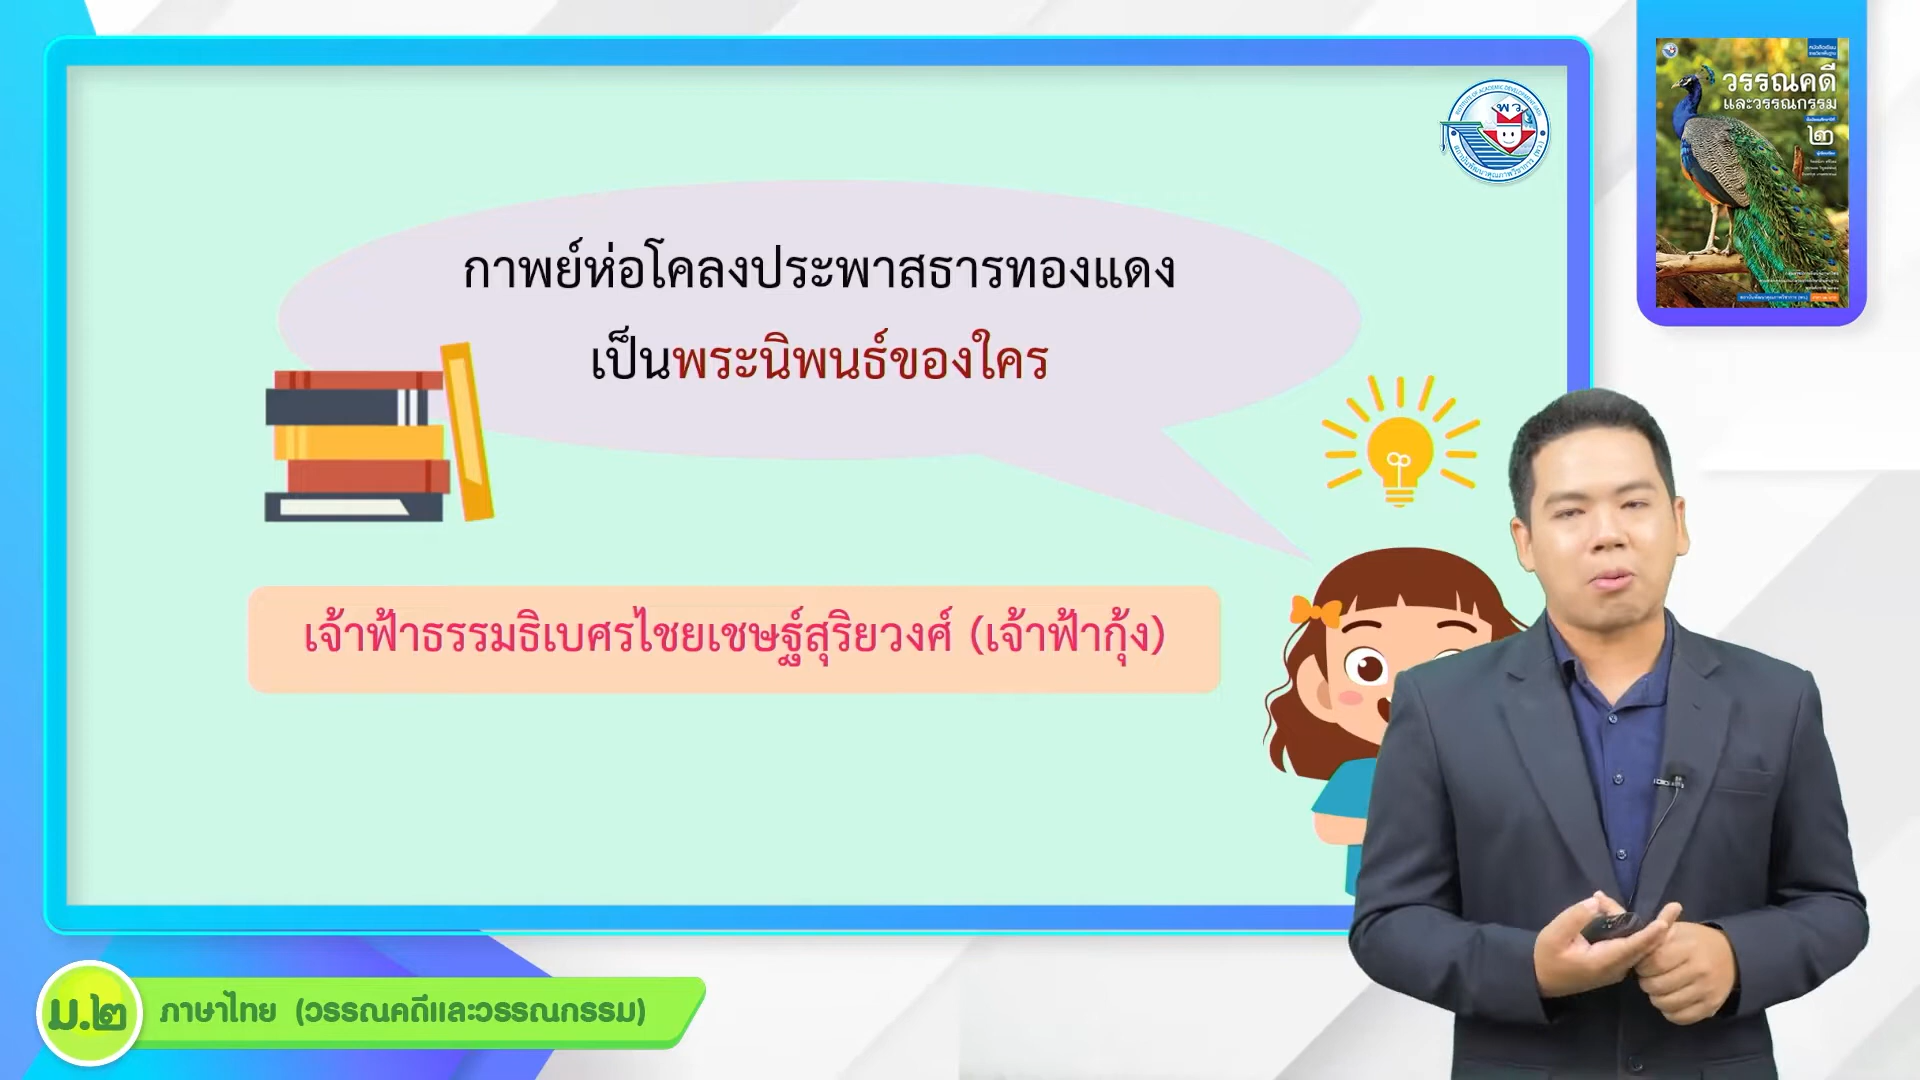 กาพย์ห่อโคลงประพาสธารทองแดง
เป็นพระนิพนธ์ของใคร
เจ้าฟ้าธรรมธิเบศรไชยเชษฐ์สุริยวงศ์ (เจ้าฟ้ากุ้ง)
พว.
วรรณคดี
และวรรณกรรม
๒
ม.๒
ภาษาไทย (วรรณคดีและวรรณกรรม)